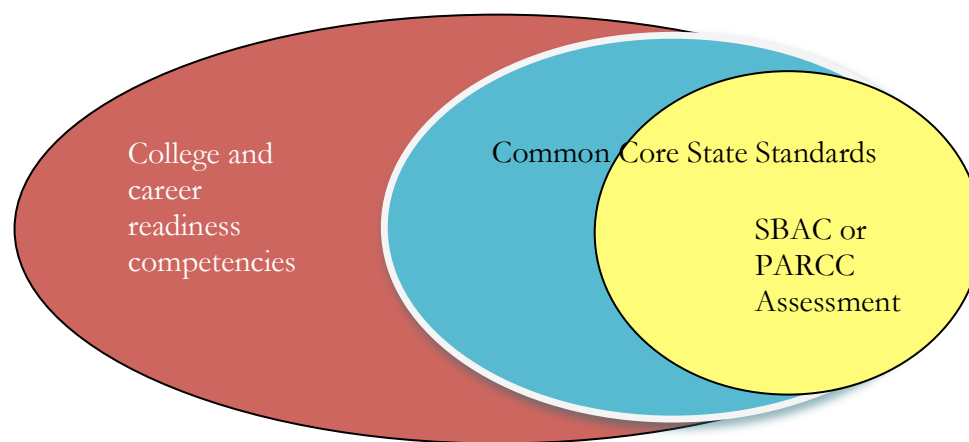 College and
career
readiness
competencies
Common Core State Standards
SBAC or
PARCC
Assessment